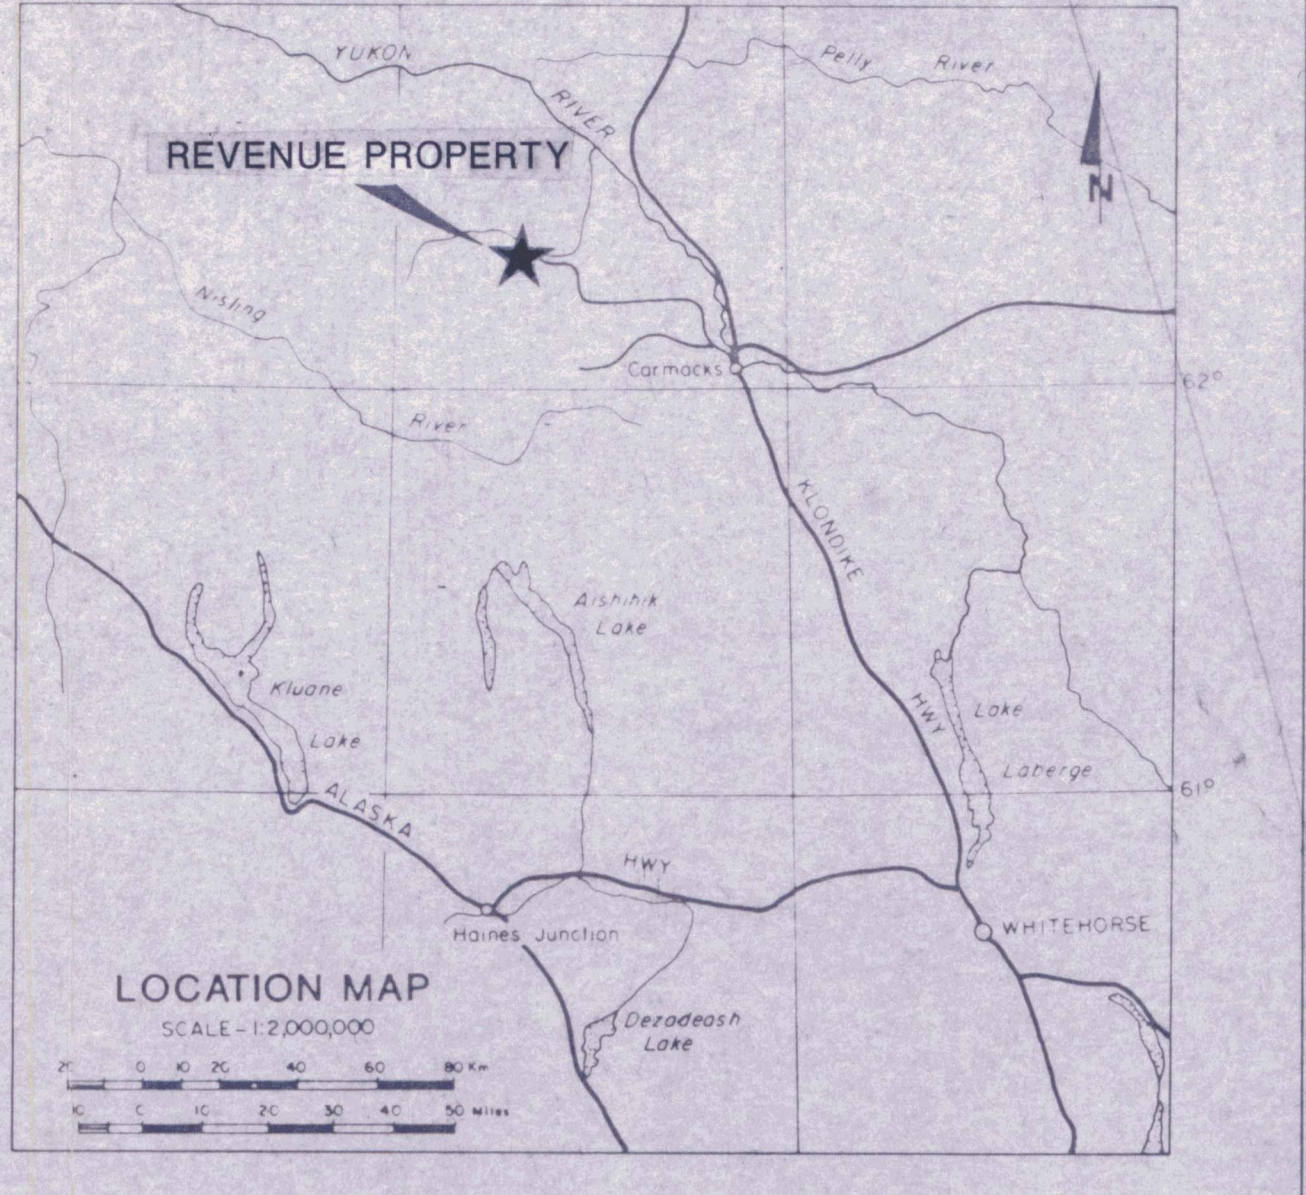 YUKON
RIVER
Pelly River
REVENUE PROPERTY
N
Nisling
River
Carmacks
62°
KLONDIKE
HWY
Aishihik
Lake
Kluane
Lake
Lake
Laberge
61°
ALASKA
HWY
Haines Junction
WHITEHORSE
LOCATION MAP
SCALE-1:2,000,000
20 0 10 20 40 60 80 Km
10 0 10 20 30 40 50 Miles
Dezadeash
Lake